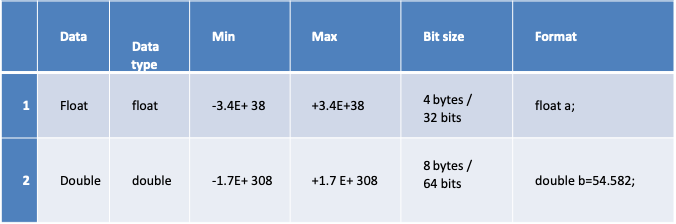 Data Data type Min Max Bit size Format
1 Float float -3.4E+ 38 +3.4E+38 4 bytes / 32 bits float a;
2 Double double -1.7E+ 308 +1.7 E+ 308 8 bytes / 64 bits double b=54.582;